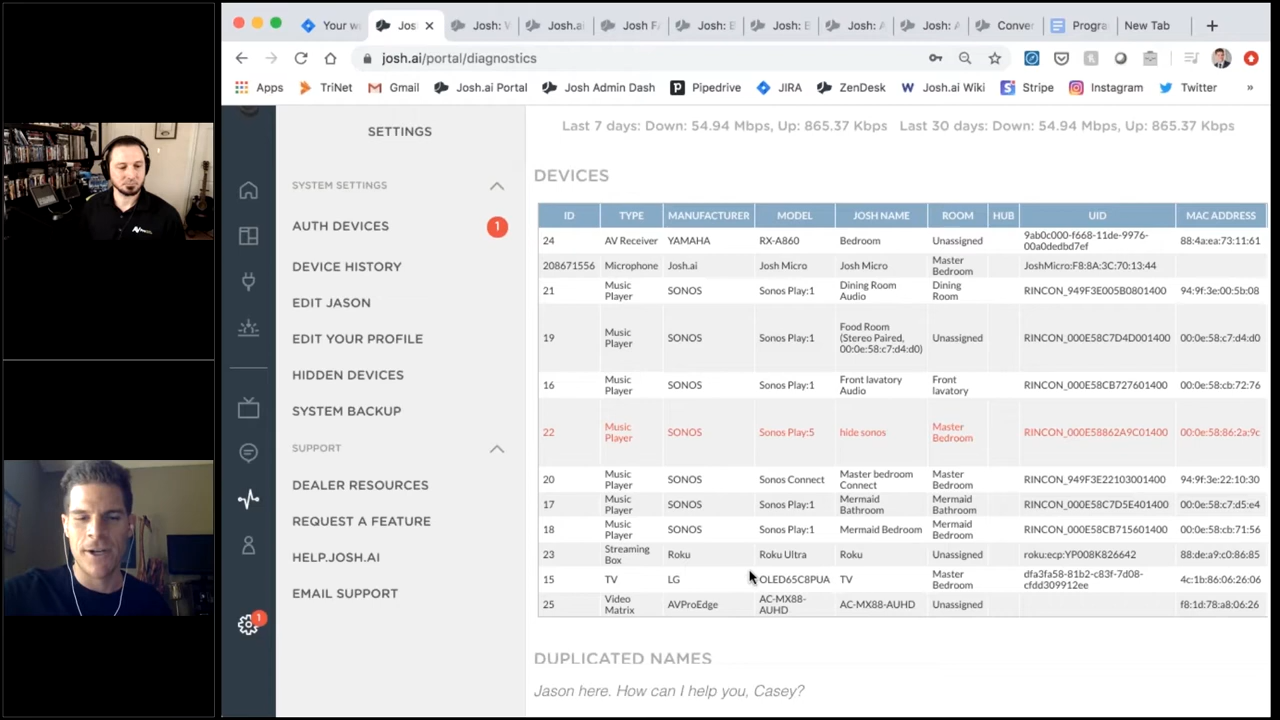 Your w
Jos
Josh: V
Josh.ai
Josh FA
Josh: E
Josh: E
Josh: A
Josh: A
Conver
Progra
New Tab
josh.ai/portal/diagnostics
Apps
TriNet
Gmail
Josh.ai Portal
Josh Admin Dash
Pipedrive
JIRA
ZenDesk
Josh.ai Wiki
Stripe
Instagram
Twitter
»
SETTINGS
SYSTEM SETTINGS
AUTH DEVICES
1
DEVICE HISTORY
EDIT JASON
EDIT YOUR PROFILE
HIDDEN DEVICES
SYSTEM BACKUP
SUPPORT
DEALER RESOURCES
REQUEST A FEATURE
HELP.JOSH.AI
EMAIL SUPPORT
1
Last 7 days: Down: 54.94 Mbps, Up: 865.37 Kbps Last 30 days: Down: 54.94 Mbps, Up: 865.37 Kbps
DEVICES
ID TYPE MANUFACTURER MODEL JOSH NAME ROOM HUB UID MAC ADDRESS
24 AV Receiver YAMAHA RX-A860 Bedroom Unassigned 9ab0c000-f668-11de-9976-00a0dedbd7ef 88:4a:ea:73:11:61
208671556 Microphone Josh.ai Josh Micro Josh Micro Master Bedroom JoshMicro:F8:8A:3C:70:13:44
21 Music Player SONOS Sonos Play:1 Dining Room Audio Dining Room RINCON_949F3E005B0801400 94:9f:3e:00:5b:08
19 Music Player SONOS Sonos Play:1 Food Room (Stereo Paired, 00:0e:58:c7:d4:d0) Unassigned RINCON_000E58C7D4D001400 00:0e:58:c7:d4:d0
16 Music Player SONOS Sonos Play:1 Front lavatory Audio Front lavatory RINCON_000E58CB727601400 00:0e:58:cb:72:76
22 Music Player SONOS Sonos Play:5 hide sonos Master Bedroom RINCON_000E58862A9C01400 00:0e:58:86:2a:9c
20 Music Player SONOS Sonos Connect Master bedroom Connect Master Bedroom RINCON_949F3E22103001400 94:9f:3e:22:10:30
17 Music Player SONOS Sonos Play:1 Mermaid Bathroom Mermaid Bathroom RINCON_000E58C7D5E401400 00:0e:58:c7:d5:e4
18 Music Player SONOS Sonos Play:1 Mermaid Bedroom Mermaid Bedroom RINCON_000E58CB715601400 00:0e:58:cb:71:56
23 Streaming Box Roku Roku Ultra Roku Unassigned roku:ecp:YP008K826642 88:de:a9:c0:86:85
15 TV LG OLED65C8PUA TV Master Bedroom dfa3fa58-81b2-c83f-7d08-cfdd309912ee 4c:1b:86:06:26:06
25 Video Matrix AVProEdge AC-MX88-AUHD AC-MX88-AUHD Unassigned f8:1d:78:a8:06:26
DUPLICATED NAMES
Jason here. How can I help you, Casey?